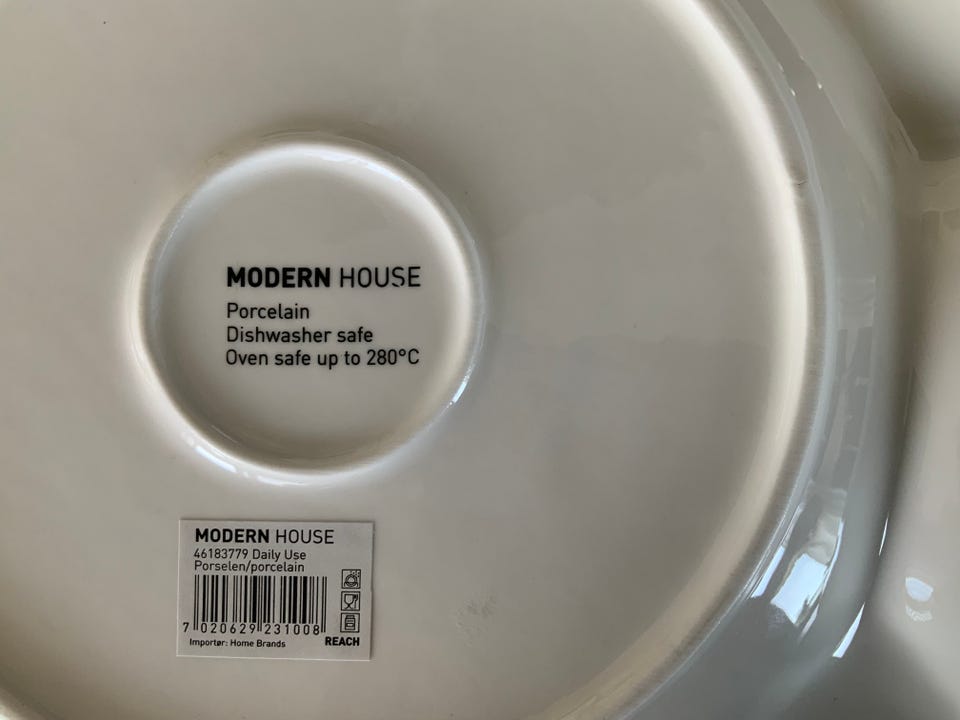 MODERN HOUSE
Porcelain
Dishwasher safe
Oven safe up to 280°C
MODERN HOUSE
46183779 Daily Use
Porselen/porcelain
7 020629 231008
Importør: Home Brands REACH